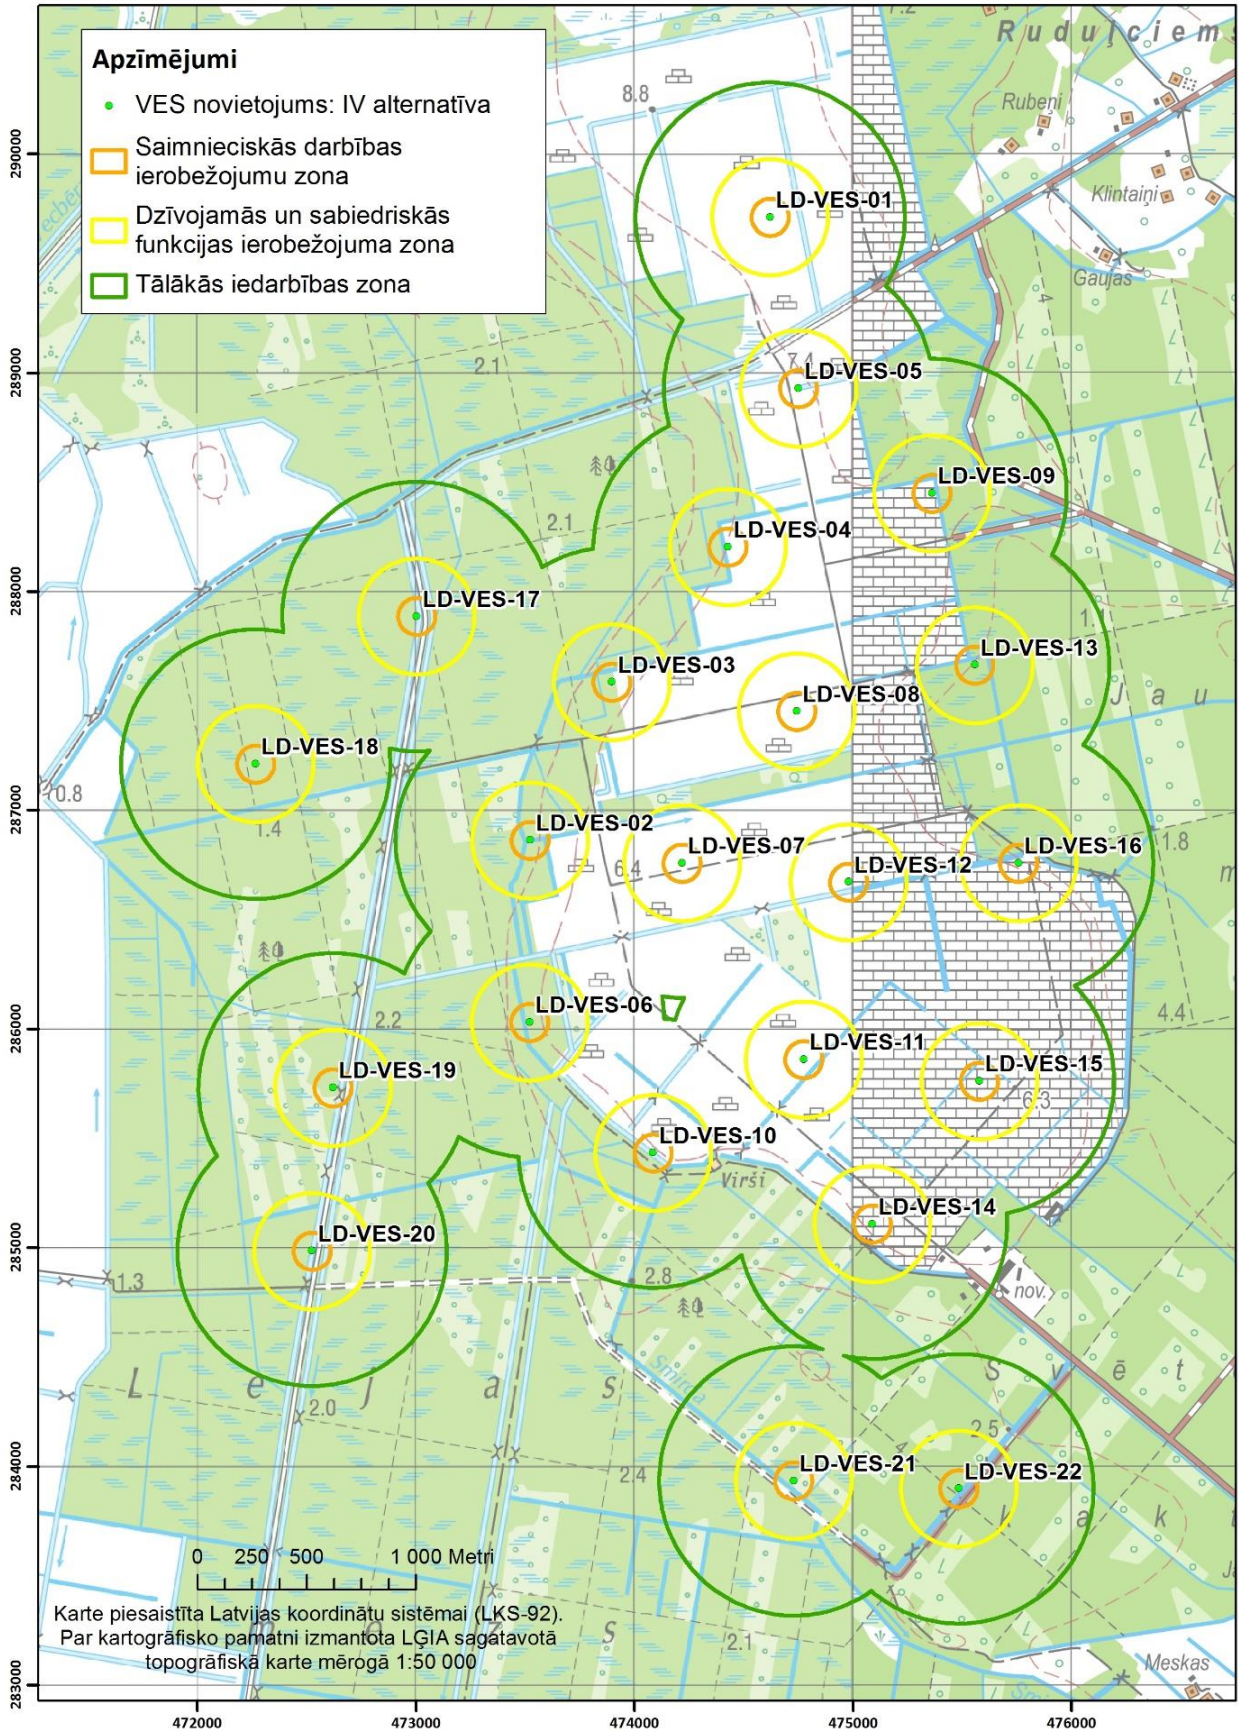 Apzīmējumi
VES novietojums: IV alternatīva
Saimnieciskās darbības
ierobežojumu zona
Dzīvojamās un sabiedriskās
funkcijas ierobežojuma zona
Tālākās iedarbības zona
Ruduļciems
8.8
Rubeņi
Klintaiņi
Gaujas
4
LD-VES-01
7.4
LD-VES-05
2.1
LD-VES-09
2.1
LD-VES-04
LD-VES-17
LD-VES-03
LD-VES-13
LD-VES-08
J a u
LD-VES-18
0.8
1.4
LD-VES-02
LD-VES-07
6.4
LD-VES-12
LD-VES-16
1.8
m
4.4
LD-VES-06
2.2
LD-VES-11
LD-VES-15
6.3
LD-VES-19
LD-VES-10
Virši
LD-VES-14
LD-VES-20
1.3
2.8
nov.
L e j a s
S v ē t
2.0
2.5
2.4
LD-VES-21
LD-VES-22
k a k t
s
2.1
Meskas
0 250 500 1 000 Metri
Karte piesaistīta Latvijas koordinātu sistēmai (LKS-92).
Par kartogrāfisko pamatni izmantota LĢIA sagatavotā
topogrāfiskā karte mērogā 1:50 000
290000
289000
288000
287000
286000
285000
284000
283000
472000 473000 474000 475000 476000